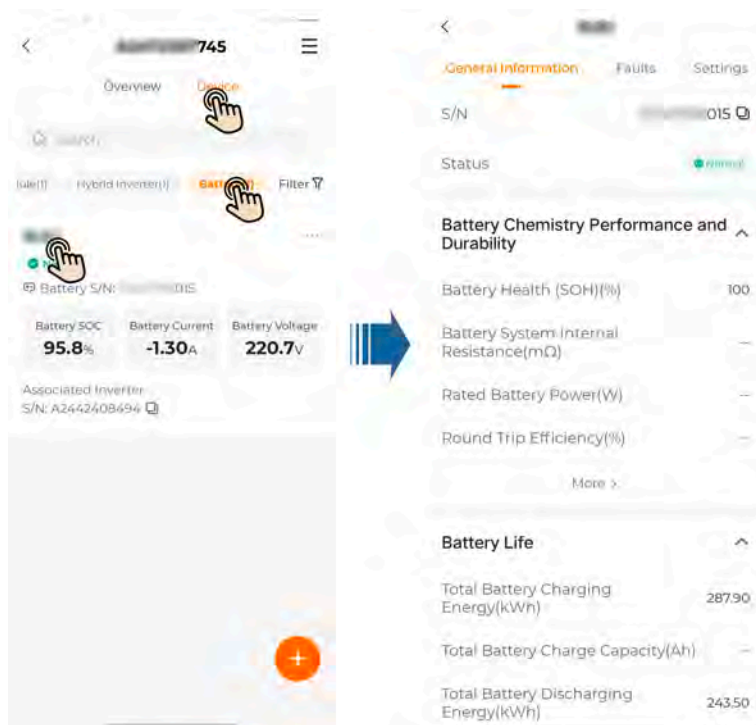 745
Overview
Hybrid Inverter(1)
Filter
Battery S/N:
Battery SOC Battery Current Battery Voltage
95.8% -1.30A 220.7V
Associated Inverter
S/N: A2442408494
General Information Faults Settings
S/N 015
Status Normal
Battery Chemistry Performance and
Durability
Battery Health (SOH)(%) 100
Battery System Internal
Resistance(mΩ) --
Rated Battery Power(W) --
Round Trip Efficiency(%) --
More >
Battery Life
Total Battery Charging
Energy(kWh) 287.90
Total Battery Charge Capacity(Ah) --
Total Battery Discharging
Energy(kWh) 243.50